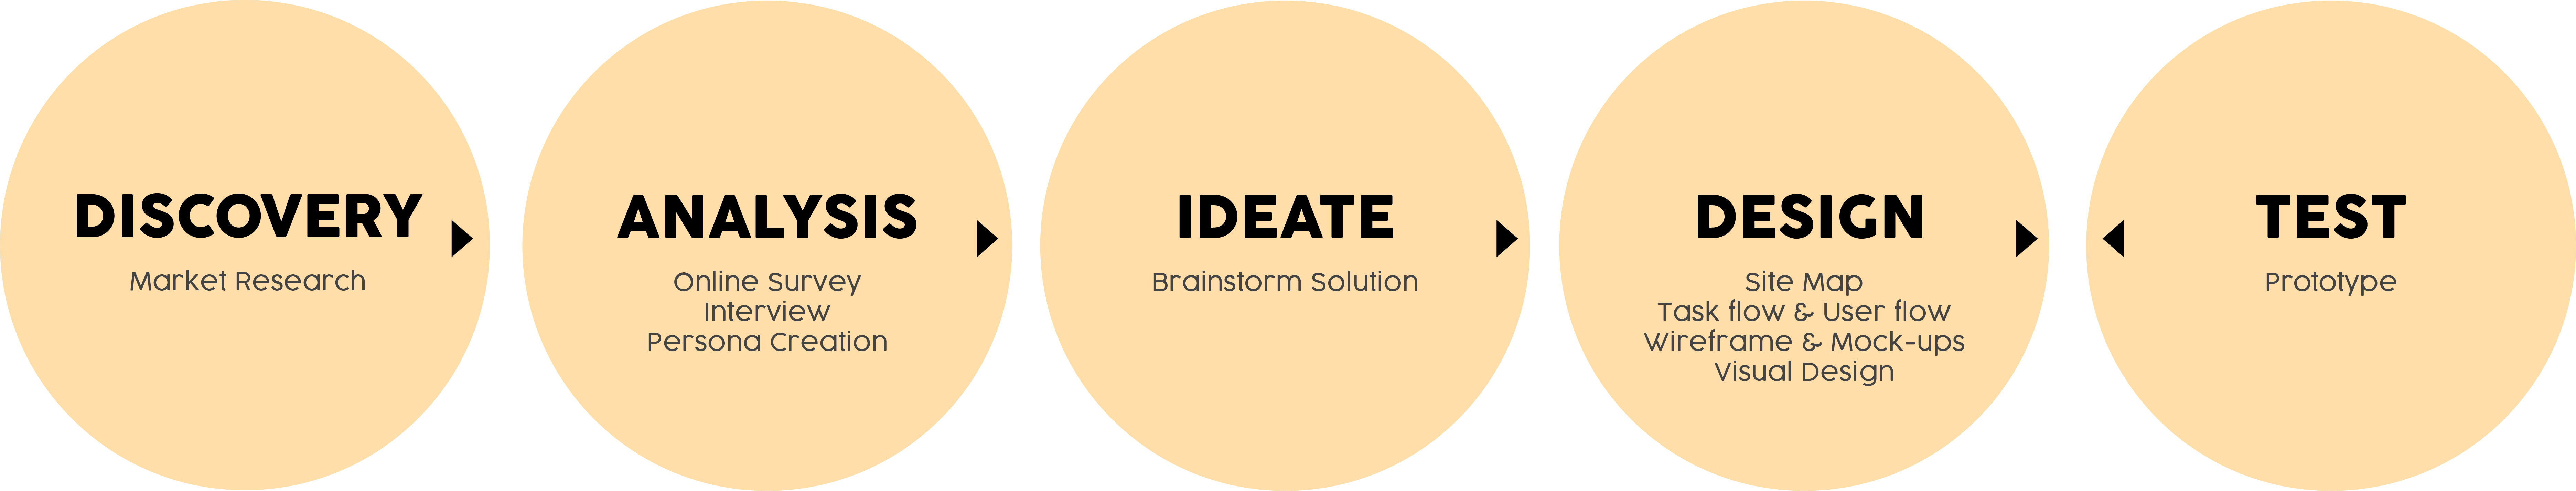 DISCOVERY
Market Research
ANALYSIS
Online Survey
Interview
Persona Creation
IDEATE
Brainstorm Solution
DESIGN
Site Map
Task flow & User flow
Wireframe & Mock-ups
Visual Design
TEST
Prototype